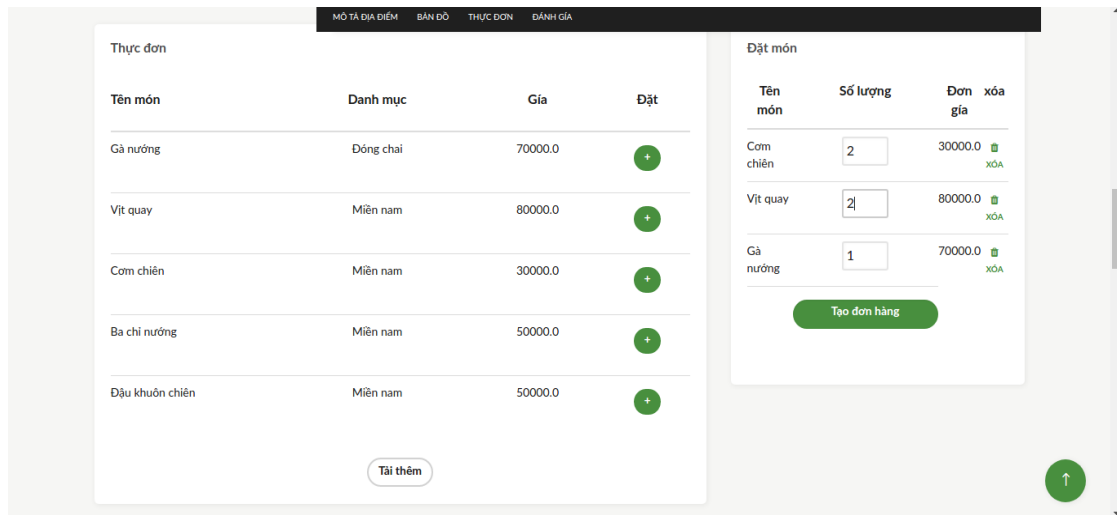 MÔ TẢ ĐỊA ĐIỂM BẢN ĐỒ THỰC ĐƠN ĐÁNH GÍA
Thực đơn
Tên món Danh mục Gía Đặt
Gà nướng Đóng chai 70000.0 +
Vịt quay Miền nam 80000.0 +
Cơm chiên Miền nam 30000.0 +
Ba chỉ nướng Miền nam 50000.0 +
Đậu khuôn chiên Miền nam 50000.0 +
Tải thêm
Đặt món
Tên Số lượng Đơn xóa
món gía
Cơm 2 30000.0
chiên XÓA
Vịt quay 2 80000.0
XÓA
Gà 1 70000.0
nướng XÓA
Tạo đơn hàng